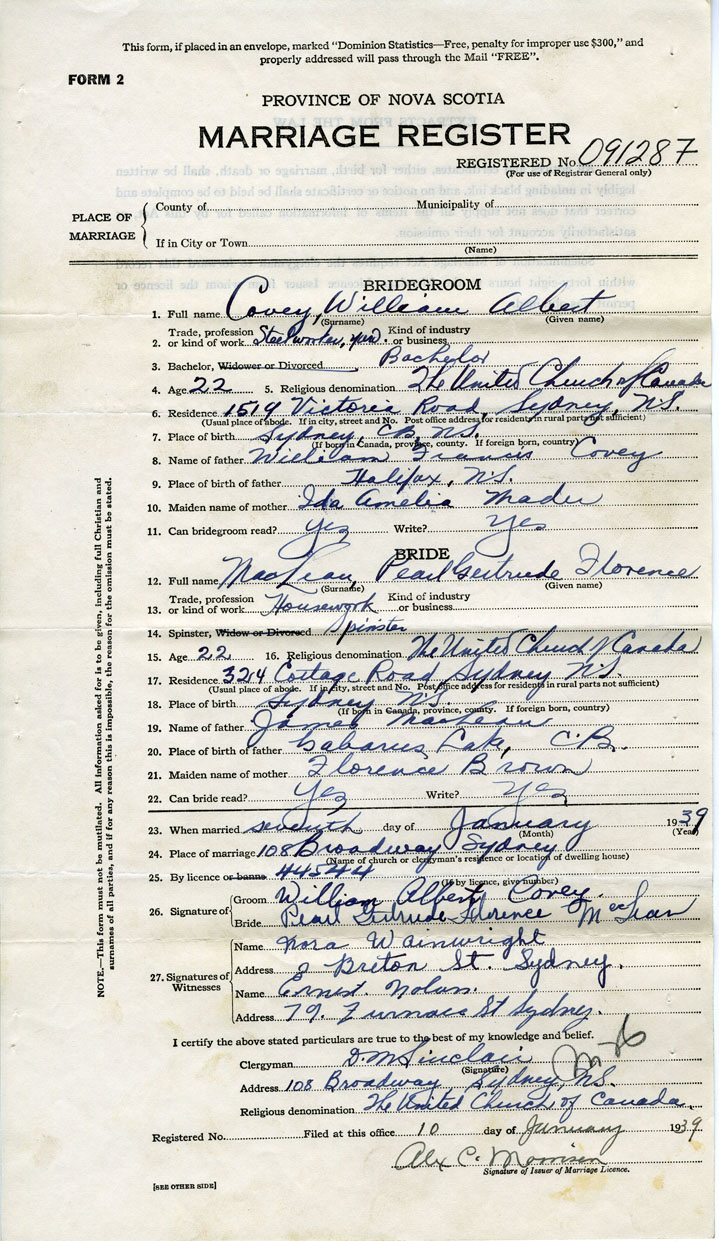 This form, if placed in an envelope, marked "Dominion Statistics—Free, penalty for improper use $300," and
properly addressed will pass through the Mail "FREE".
FORM 2
PROVINCE OF NOVA SCOTIA
MARRIAGE REGISTER
REGISTERED No. 091287
(For use of Registrar General only)
PLACE OF MARRIAGE
County of Municipality of
If in City or Town
(Name)
BRIDEGROOM
1. Full name Covey, William Albert
(Surname) (Given name)
2. Trade, profession or kind of work Steelworker, Kind of industry or business
3. Bachelor, Widower or Divorced Bachelor
4. Age 22 5. Religious denomination The United Church of Canada
6. Residence 1519 Victoria Road, Sydney, N.S.
(Usual place of abode. If in city, street and No. Post office address for residents in rural parts not sufficient)
7. Place of birth Sydney, CB, N.S.
(If born in Canada, province, county. If foreign born, country)
8. Name of father William Francis Covey
9. Place of birth of father Halifax, N.S.
10. Maiden name of mother Ida Amelia Mader
11. Can bridegroom read? Yes Write? Yes
BRIDE
12. Full name MacLean, Pearl Gertrude Florence
(Surname) (Given name)
13. Trade, profession or kind of work Housework Kind of industry or business
14. Spinster, Widow or Divorced Spinster
15. Age 22 16. Religious denomination The United Church of Canada
17. Residence 324 Cottage Road, Sydney N.S.
(Usual place of abode. If in city, street and No. Post office address for residents in rural parts not sufficient)
18. Place of birth Sydney N.S.
(If born in Canada, province, county. If foreign born, country)
19. Name of father James MacLean
20. Place of birth of father Gabarus Lake, C.B.
21. Maiden name of mother Florence Brown
22. Can bride read? Yes Write? Yes
23. When married seventh day of January 1939
(Month) (Year)
24. Place of marriage 108 Broadway Sydney
(Name of church or clergyman's residence or location of dwelling house)
25. By licence or banns 44544
(If by licence, give number)
26. Signature of
Groom William Albert Covey.
Bride Pearl Gertrude Florence McLean
27. Signatures of Witnesses
Name Nora Wainwright
Address 2 Breton St. Sydney.
Name Ernest Nolan.
Address 79. Furnace St Sydney.
I certify the above stated particulars are true to the best of my knowledge and belief.
Clergyman D. M. Sinclair
(Signature)
Address 108 Broadway, Sydney, N.S.
Religious denomination The United Church of Canada.
Registered No. Filed at this office 10 day of January 1939
Alex C. Morrison
Signature of Issuer of Marriage Licence.
[SEE OTHER SIDE]
NOTE.—This form must not be mutilated. All information asked for is to be given, including full Christian and
surnames of all parties, and if for any reason this is impossible, the reason for the omission must be stated.